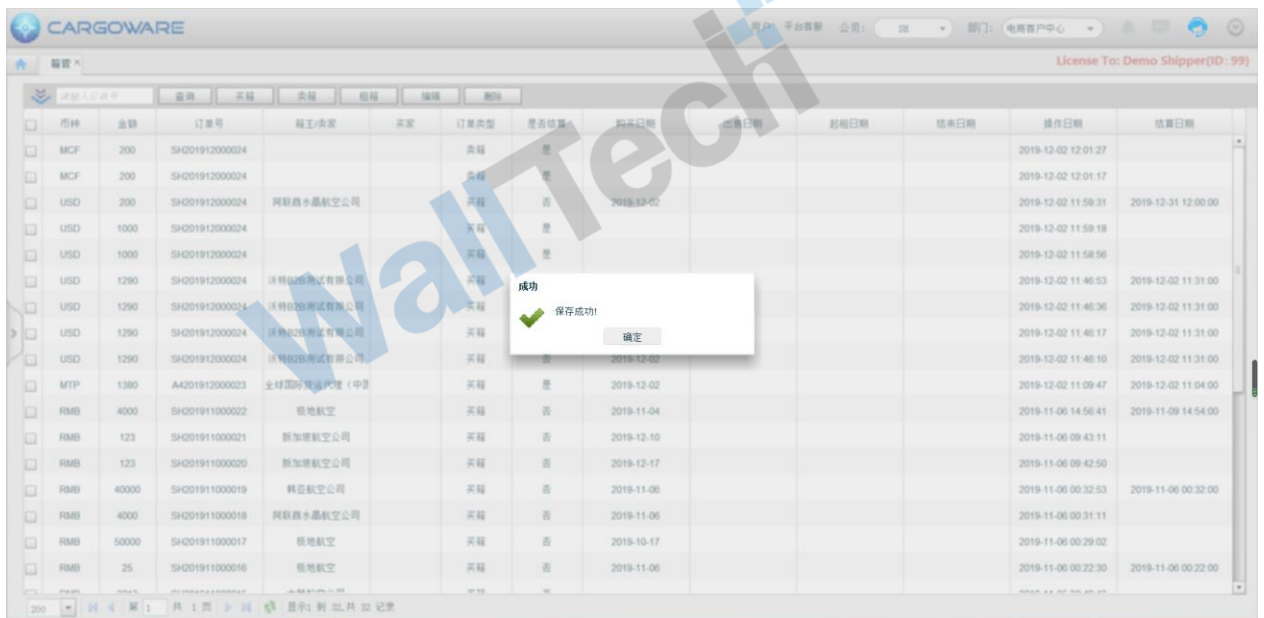 CARGOWARE 用户: 平台客服 公司: 部门: 电商客户中心
箱管 × License To: Demo Shipper(ID:99)
请输入订单号 查询 买箱 卖箱 租箱 编辑 删除
币种 金额 订单号 箱主/卖家 买家 订单类型 是否结算 购买日期 出售日期 起租日期 结束日期 操作日期 结算日期
MCF 200 SH201912000024 卖箱 是 2019-12-02 12:01:27
MCF 200 SH201912000024 卖箱 是 2019-12-02 12:01:17
USD 200 SH201912000024 阿联酋水晶航空公司 买箱 否 2019-12-02 2019-12-02 11:59:31 2019-12-31 12:00:00
USD 1000 SH201912000024 买箱 是 2019-12-02 11:59:18
USD 1000 SH201912000024 买箱 是 2019-12-02 11:58:56
USD 1290 SH201912000024 沃特B2B测试有限公司 买箱 2019-12-02 11:46:53 2019-12-02 11:31:00
USD 1290 SH201912000024 沃特B2B测试有限公司 买箱 2019-12-02 11:46:36 2019-12-02 11:31:00
USD 1290 SH201912000024 沃特B2B测试有限公司 买箱 2019-12-02 11:46:17 2019-12-02 11:31:00
USD 1290 SH201912000024 沃特B2B测试有限公司 买箱 否 2019-12-02 2019-12-02 11:46:10 2019-12-02 11:31:00
MTP 1380 A4201912000023 全球国际货运代理（中国 买箱 是 2019-12-02 2019-12-02 11:09:47 2019-12-02 11:04:00
RMB 4000 SH201911000022 极地航空 买箱 否 2019-11-04 2019-11-06 14:56:41 2019-11-09 14:54:00
RMB 123 SH201911000021 新加坡航空公司 买箱 否 2019-12-10 2019-11-06 09:43:11
RMB 123 SH201911000020 新加坡航空公司 买箱 否 2019-12-17 2019-11-06 09:42:50
RMB 40000 SH201911000019 韩亚航空公司 买箱 否 2019-11-06 2019-11-06 00:32:53 2019-11-06 00:32:00
RMB 4000 SH201911000018 阿联酋水晶航空公司 买箱 否 2019-11-06 2019-11-06 00:31:11
RMB 50000 SH201911000017 极地航空 买箱 否 2019-10-17 2019-11-06 00:29:02
RMB 25 SH201911000016 极地航空 买箱 否 2019-11-06 2019-11-06 00:22:30 2019-11-06 00:22:00
200 第 1 共 1 页 显示1 到 32,共 32 记录
成功
保存成功!
确定
WallTech